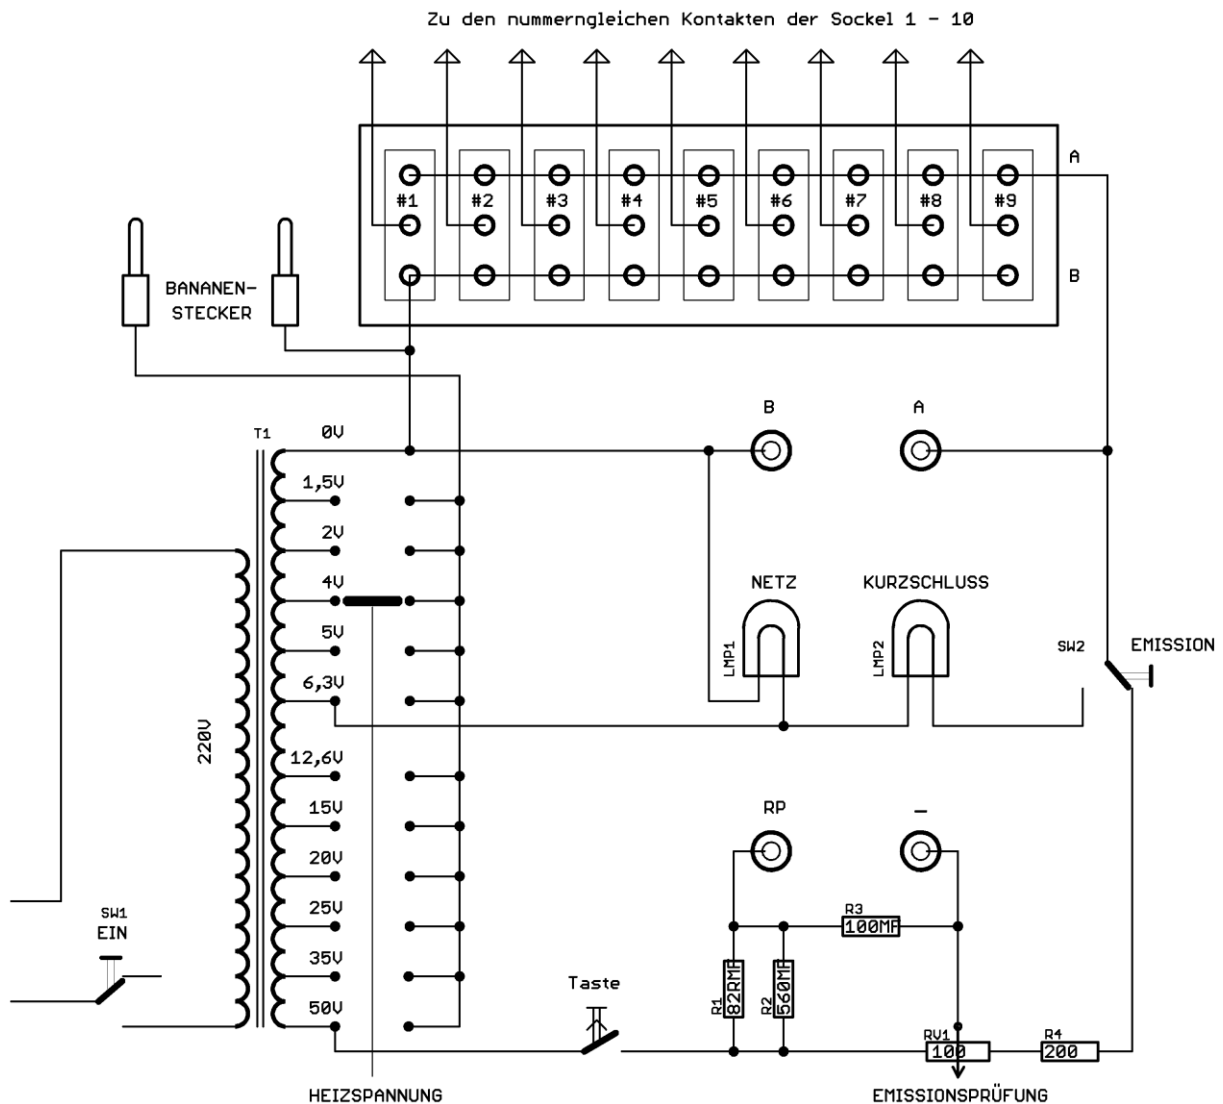 Zu den nummerngleichen Kontakten der Sockel 1 - 10
A
#1 #2 #3 #4 #5 #6 #7 #8 #9
B
BANANEN-
STECKER
B A
T1
0V
1,5V
2V
4V
5V
6,3V
12,6V
15V
20V
25V
35V
50V
220V
NETZ
LMP1
KURZSCHLUSS
LMP2
SW2
EMISSION
RP -
SW1
EIN
R3
100MF
R1
82RMF
R2
560MF
Taste
RV1
100
R4
200
HEIZSPANNUNG
EMISSIONSPRÜFUNG